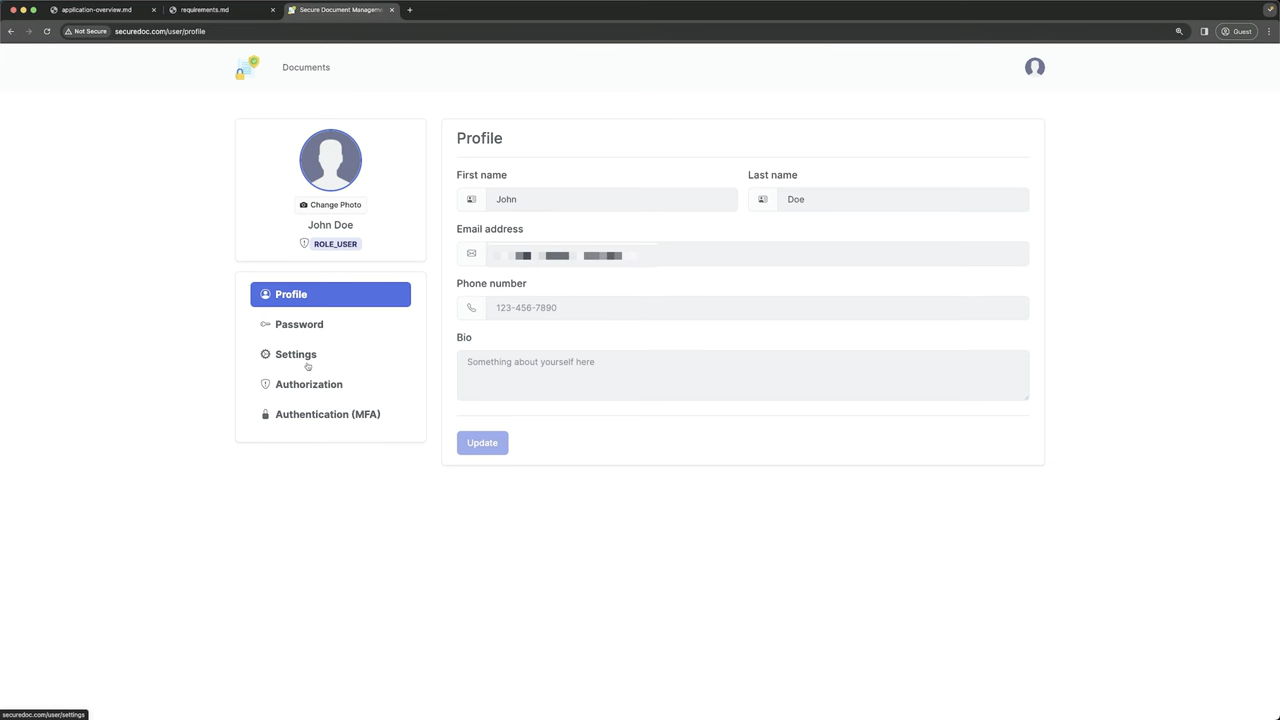 application-overview.md
requirements.md
Secure Document Managem
Not Secure
securedoc.com/user/profile
Guest
Documents
Change Photo
John Doe
ROLE_USER
Profile
Password
Settings
Authorization
Authentication (MFA)
Profile
First name
Last name
John
Doe
Email address
Phone number
123-456-7890
Bio
Something about yourself here
Update
securedoc.com/user/settings